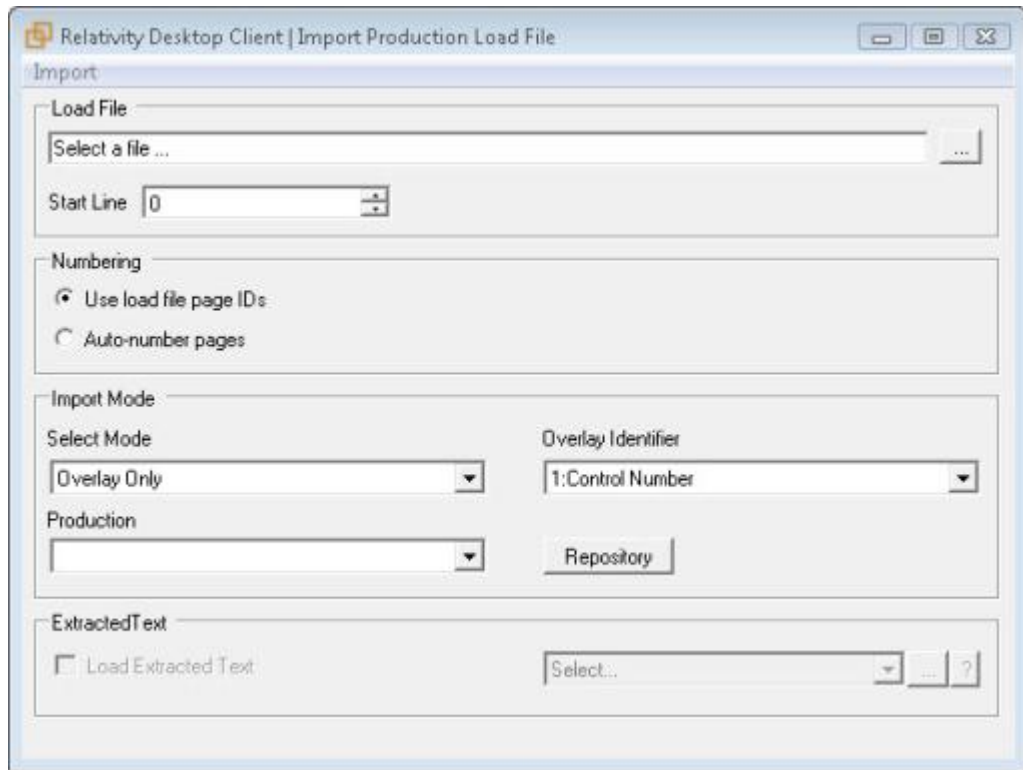 Relativity Desktop Client | Import Production Load File
Import
Load File
Select a file ...
...
Start Line 0
Numbering
Use load file page IDs
Auto-number pages
Import Mode
Select Mode
Overlay Identifier
Overlay Only
1:Control Number
Production
Repository
ExtractedText
Load Extracted Text
Select...
...
?